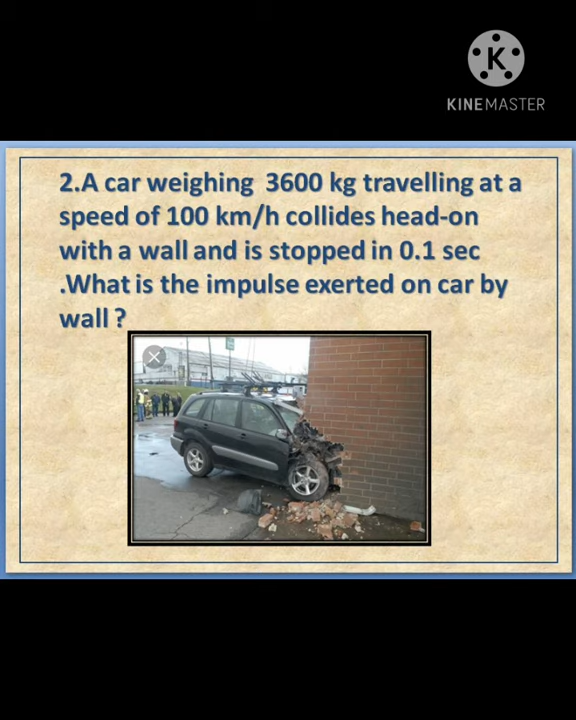 K
KINEMASTER
2.A car weighing 3600 kg travelling at a
speed of 100 km/h collides head-on
with a wall and is stopped in 0.1 sec
.What is the impulse exerted on car by
wall ?